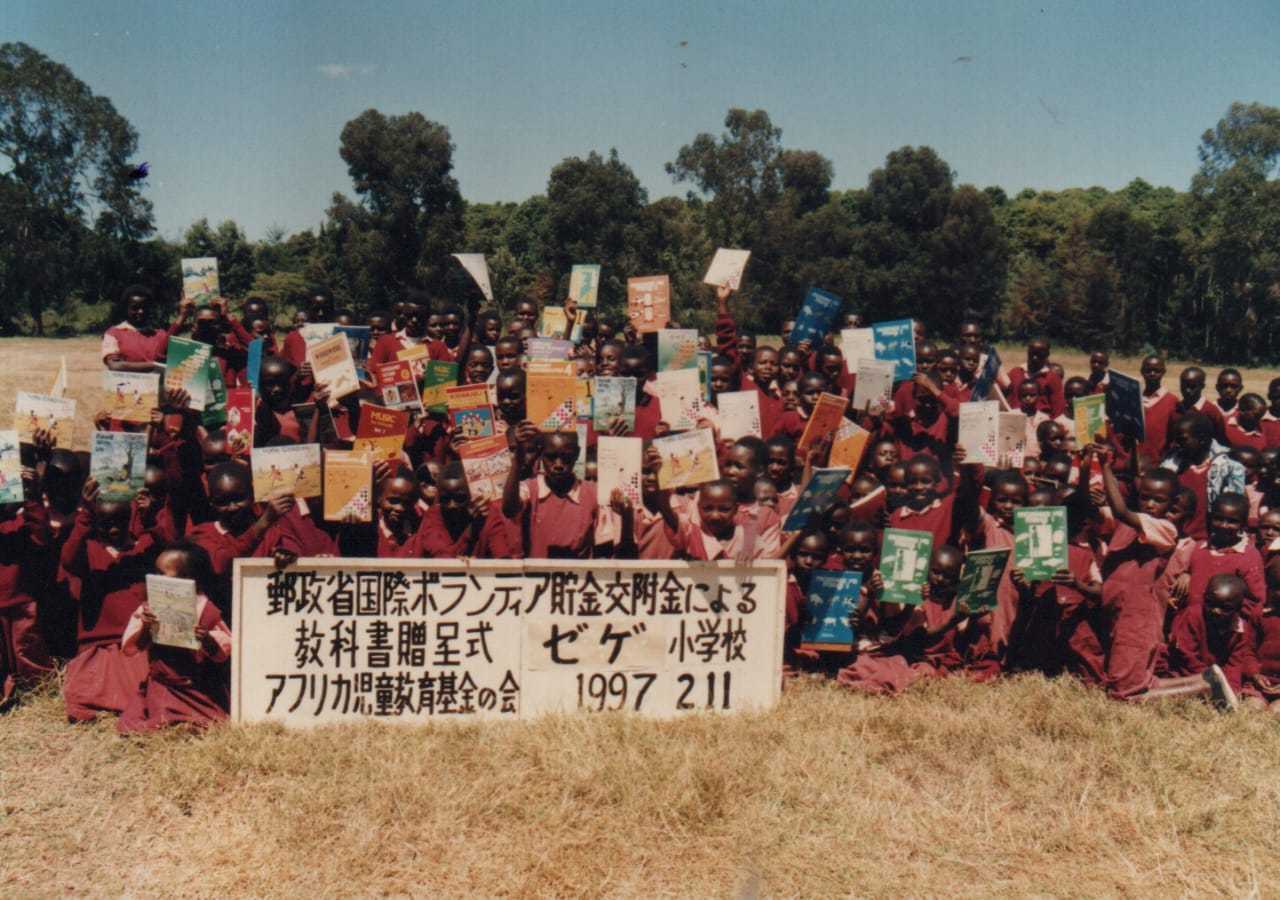 郵政省国際ボランティア貯金交附金による
教科書贈呈式 ゼゲ 小学校
アフリカ児童教育基金の会 1997 2.11
MUSIC